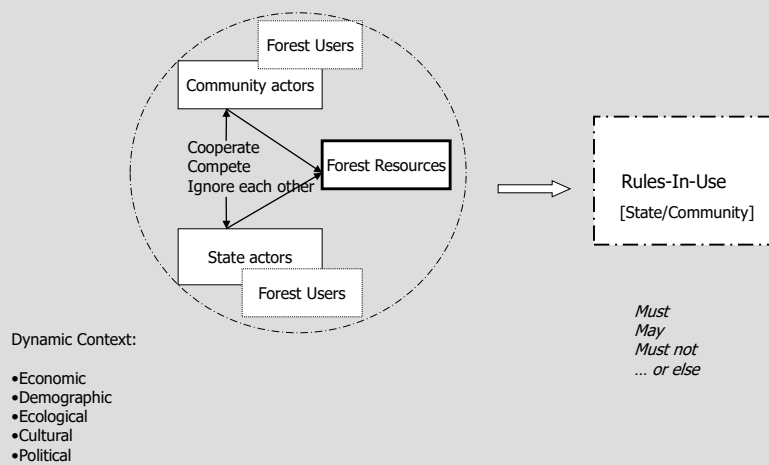 Forest Users
Community actors
Cooperate
Compete
Ignore each other
Forest Resources
State actors
Forest Users
Rules-In-Use
[State/Community]
Must
May
Must not
… or else
Dynamic Context:
•Economic
•Demographic
•Ecological
•Cultural
•Political